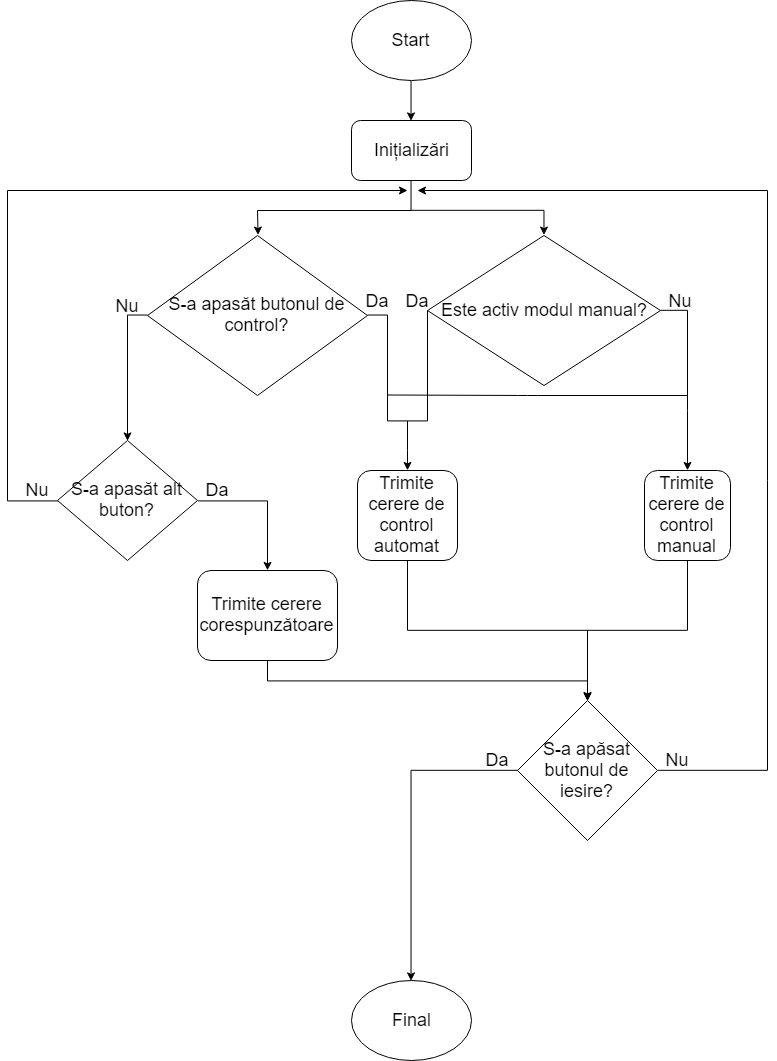 Start
Inițializări
S-a apasăt butonul de
control?
Nu
Da
Da
Este activ modul manual?
Nu
S-a apasăt alt
buton?
Nu
Da
Trimite
cerere de
control
automat
Trimite
cerere de
control
manual
Trimite cerere
corespunzătoare
S-a apăsat
butonul de
iesire?
Da
Nu
Final